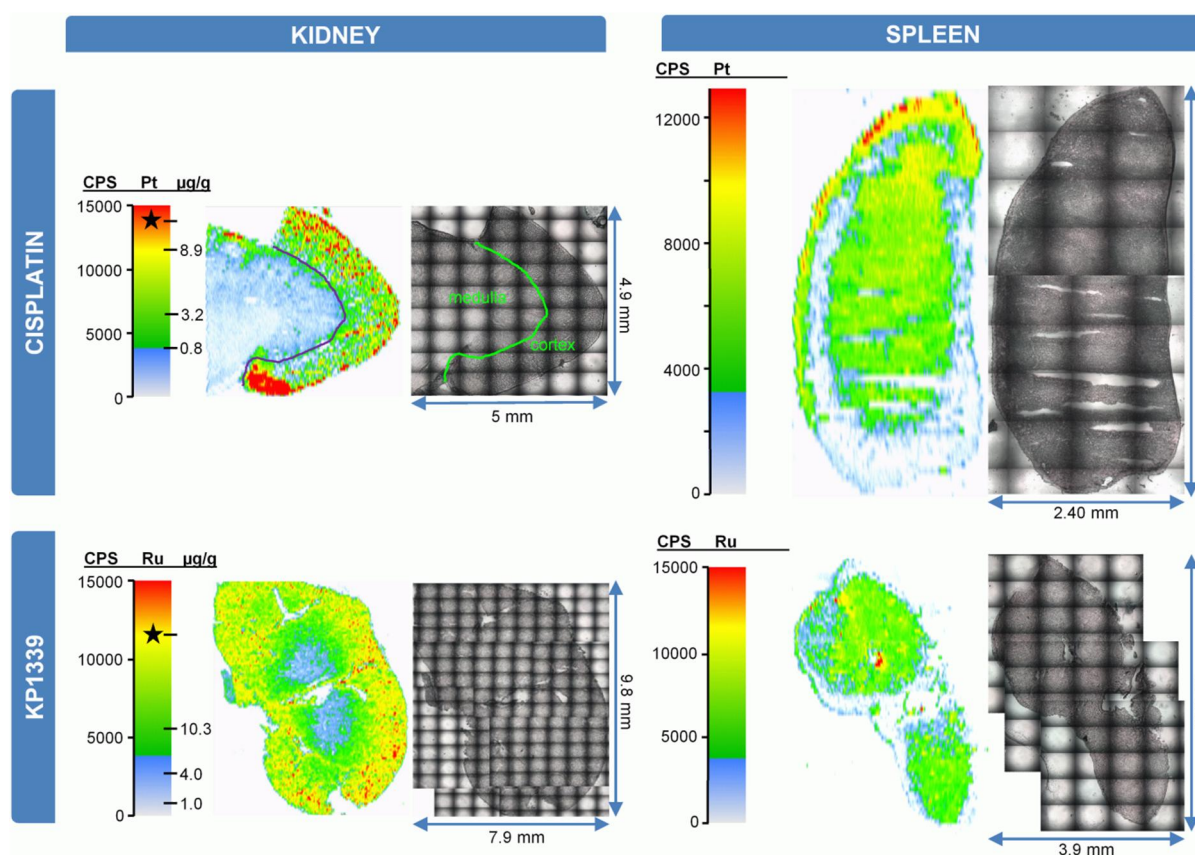 KIDNEY
SPLEEN
CISPLATIN
KP1339
CPS Pt µg/g
15000
8.9
10000
3.2
5000
0.8
0
medulla
cortex
4.9 mm
5 mm
CPS Pt
12000
8000
4000
0
2.40 mm
CPS Ru µg/g
15000
10000
10.3
5000
4.0
1.0
0
9.8 mm
7.9 mm
CPS Ru
15000
10000
5000
0
3.9 mm